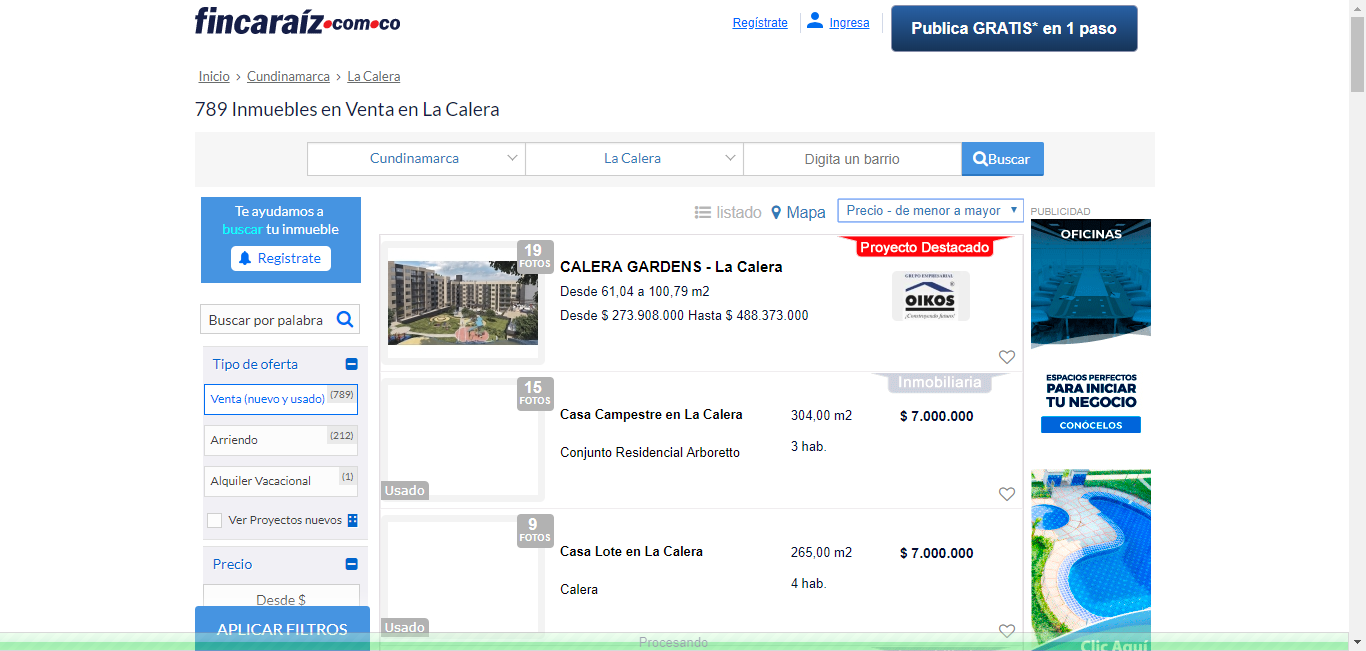 fincaraíz.com.co
Regístrate
Ingresa
Publica GRATIS* en 1 paso
Inicio › Cundinamarca › La Calera
789 Inmuebles en Venta en La Calera
Cundinamarca
La Calera
Digita un barrio
Buscar
Te ayudamos a
buscar tu inmueble
Registrate
Buscar por palabra
Tipo de oferta
Venta (nuevo y usado) (789)
Arriendo (212)
Alquiler Vacacional (1)
Ver Proyectos nuevos
Precio
Desde $
APLICAR FILTROS
listado
Mapa
Precio - de menor a mayor
19
FOTOS
CALERA GARDENS - La Calera
Desde 61,04 a 100,79 m2
Desde $ 273.908.000 Hasta $ 488.373.000
Proyecto Destacado
GRUPO EMPRESARIAL
OIKOS
¡Construyendo futuro!
15
FOTOS
Usado
Casa Campestre en La Calera
Conjunto Residencial Arboretto
304,00 m2
3 hab.
Inmobiliaria
$ 7.000.000
9
FOTOS
Usado
Casa Lote en La Calera
Calera
265,00 m2
4 hab.
$ 7.000.000
PUBLICIDAD
OFICINAS
ESPACIOS PERFECTOS
PARA INICIAR
TU NEGOCIO
CONÓCELOS
Clic Aquí
Procesando